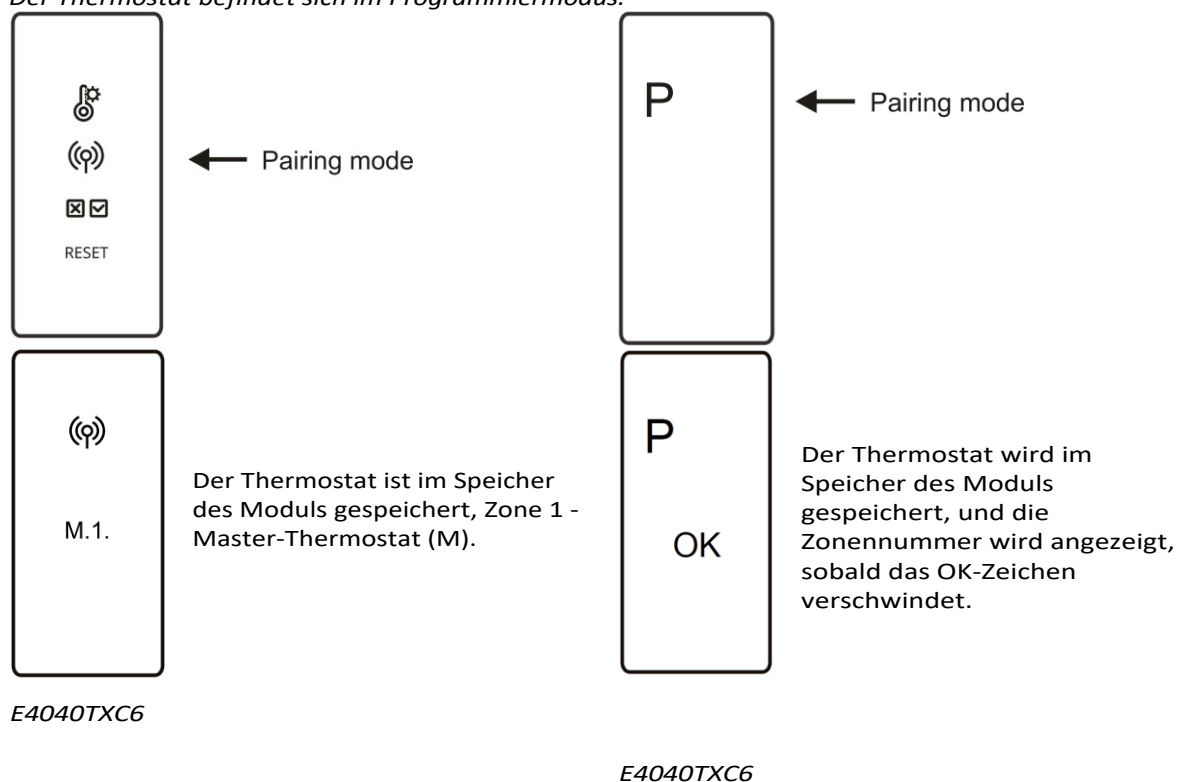 Der Thermostat befindet sich im Programmiermodus.
Pairing mode
RESET
M.1.
Der Thermostat ist im Speicher
des Moduls gespeichert, Zone 1 -
Master-Thermostat (M).
E4040TXC6
P
Pairing mode
P
OK
Der Thermostat wird im
Speicher des Moduls
gespeichert, und die
Zonennummer wird angezeigt,
sobald das OK-Zeichen
verschwindet.
E4040TXC6